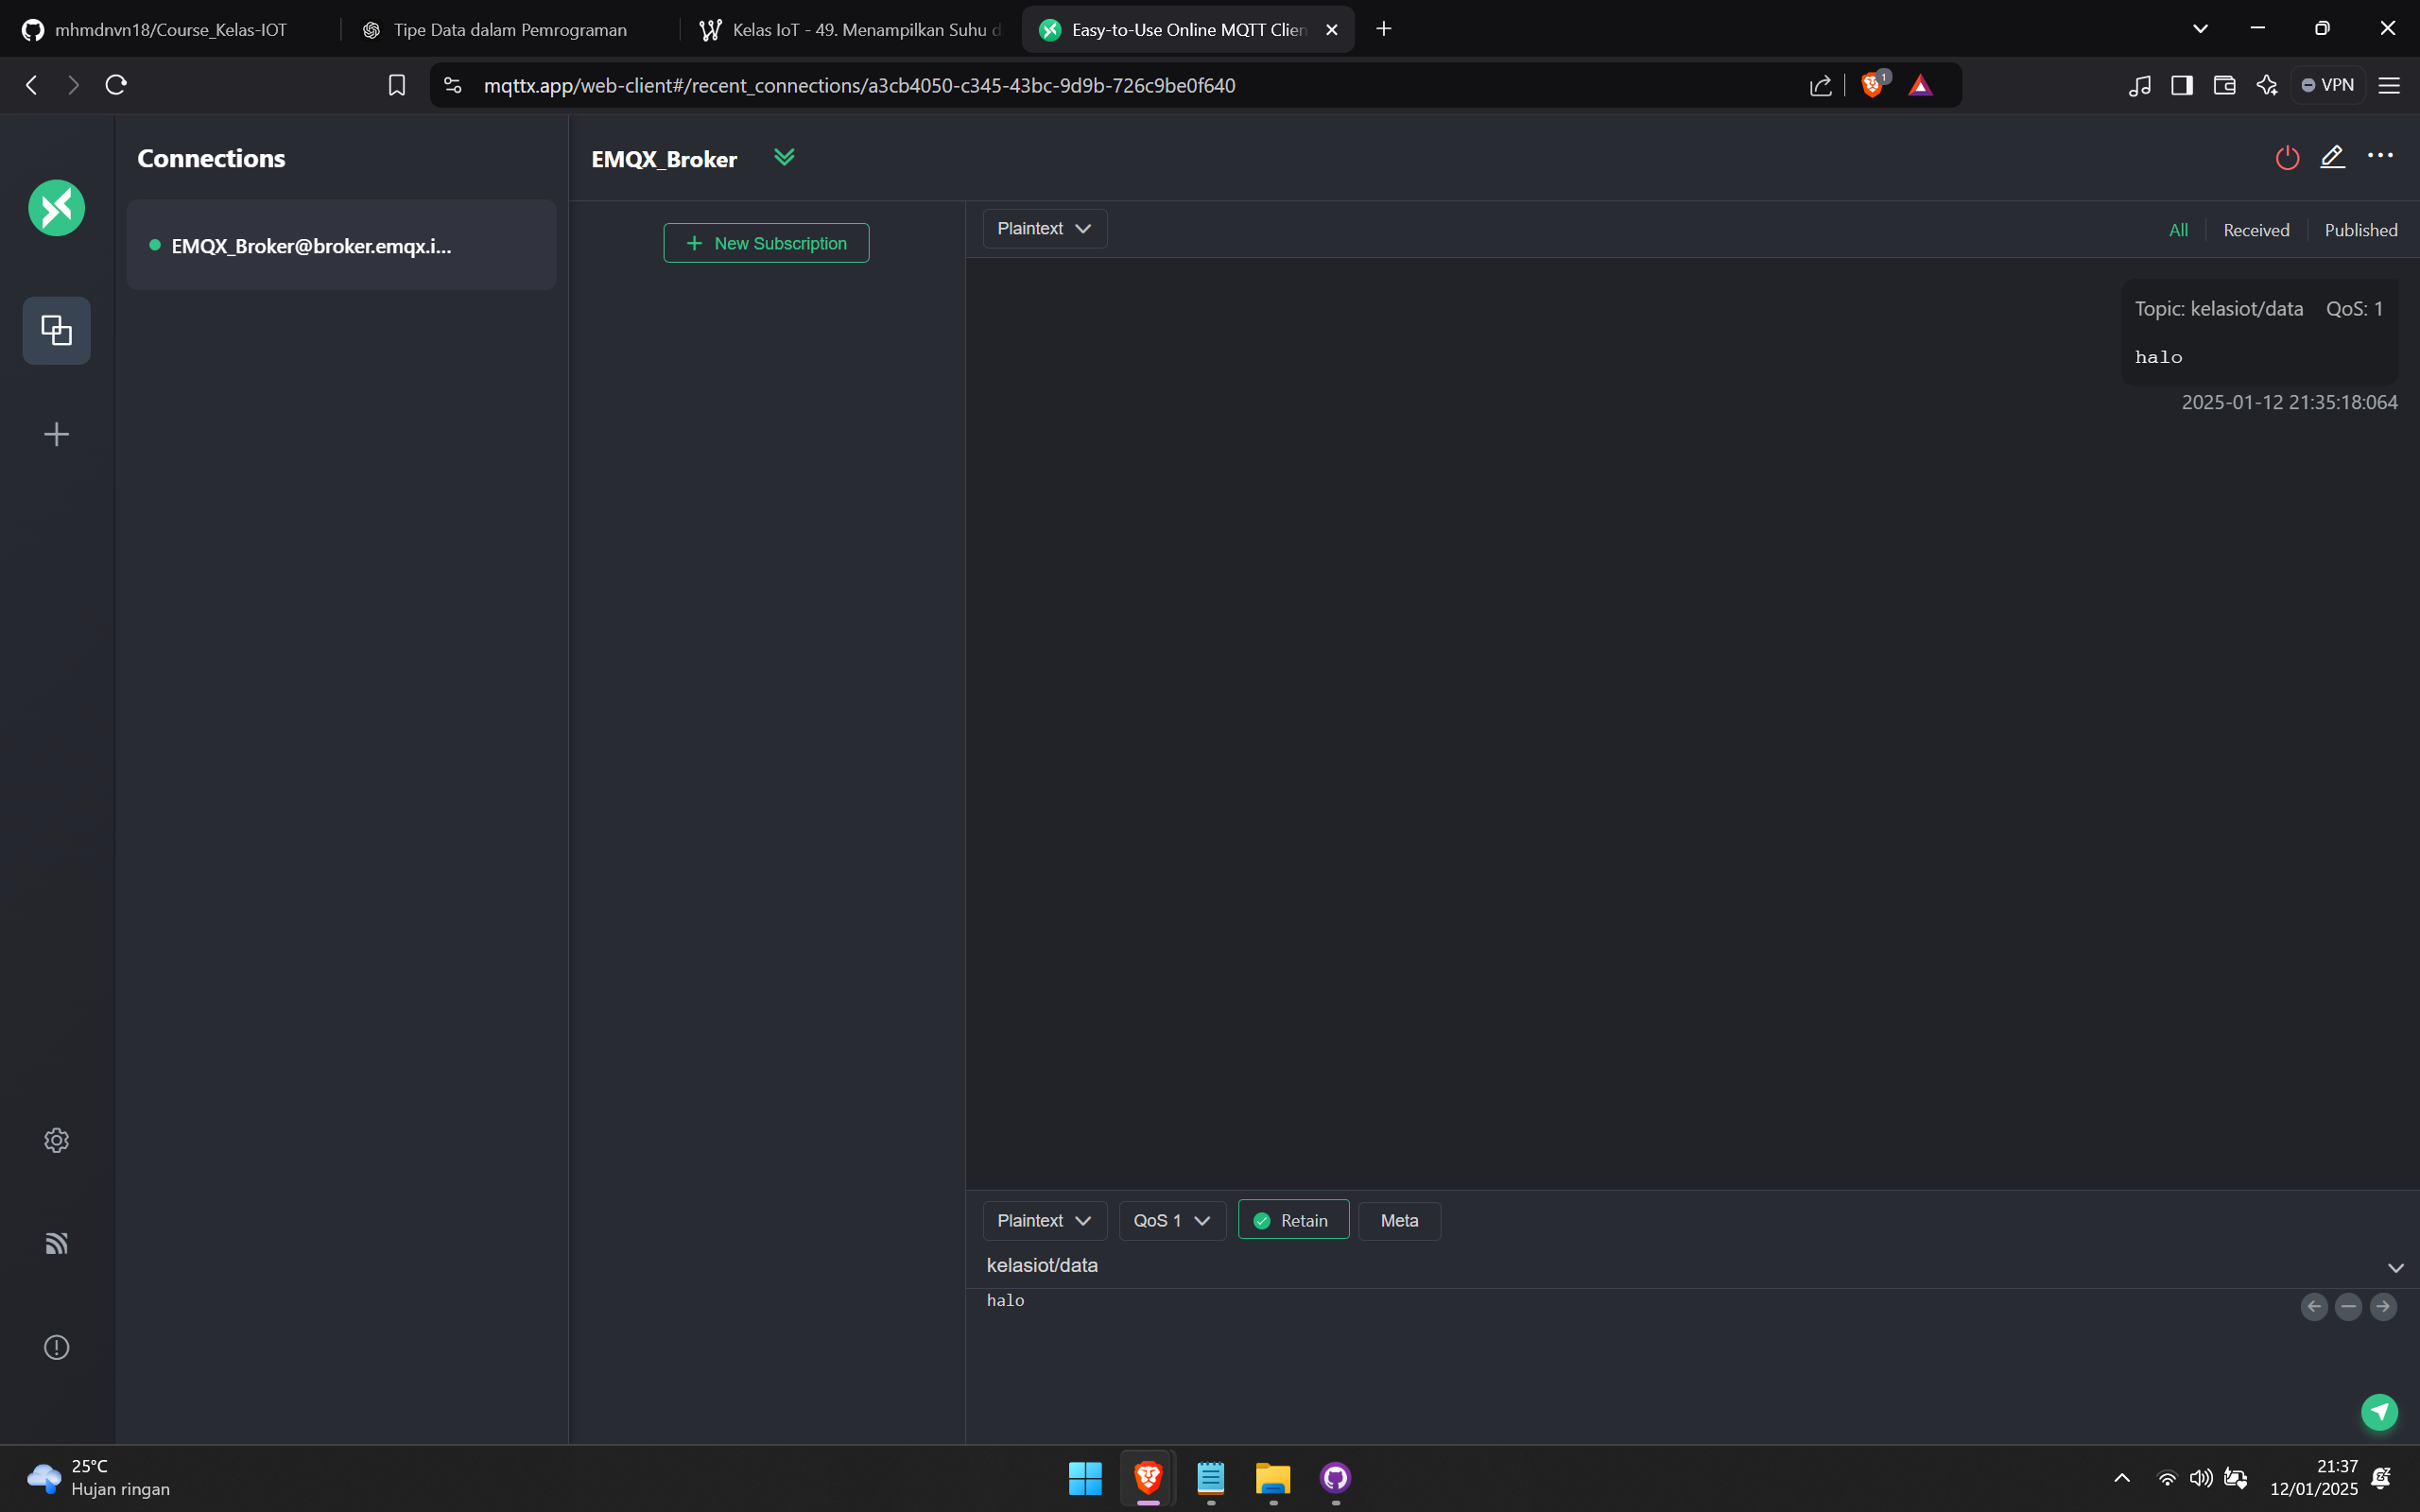 mhmdnvn18/Course_Kelas-IOT
Tipe Data dalam Pemrograman
Kelas IoT - 49. Menampilkan Suhu d
Easy-to-Use Online MQTT Clien
mqttx.app/web-client#/recent_connections/a3cb4050-c345-43bc-9d9b-726c9be0f640
1
VPN
Connections
EMQX_Broker@broker.emqx.i...
EMQX_Broker
New Subscription
Plaintext
All
Received
Published
Topic: kelasiot/data QoS: 1
halo
2025-01-12 21:35:18:064
Plaintext
QoS 1
Retain
Meta
kelasiot/data
halo
25°C
Hujan ringan
21:37
12/01/2025